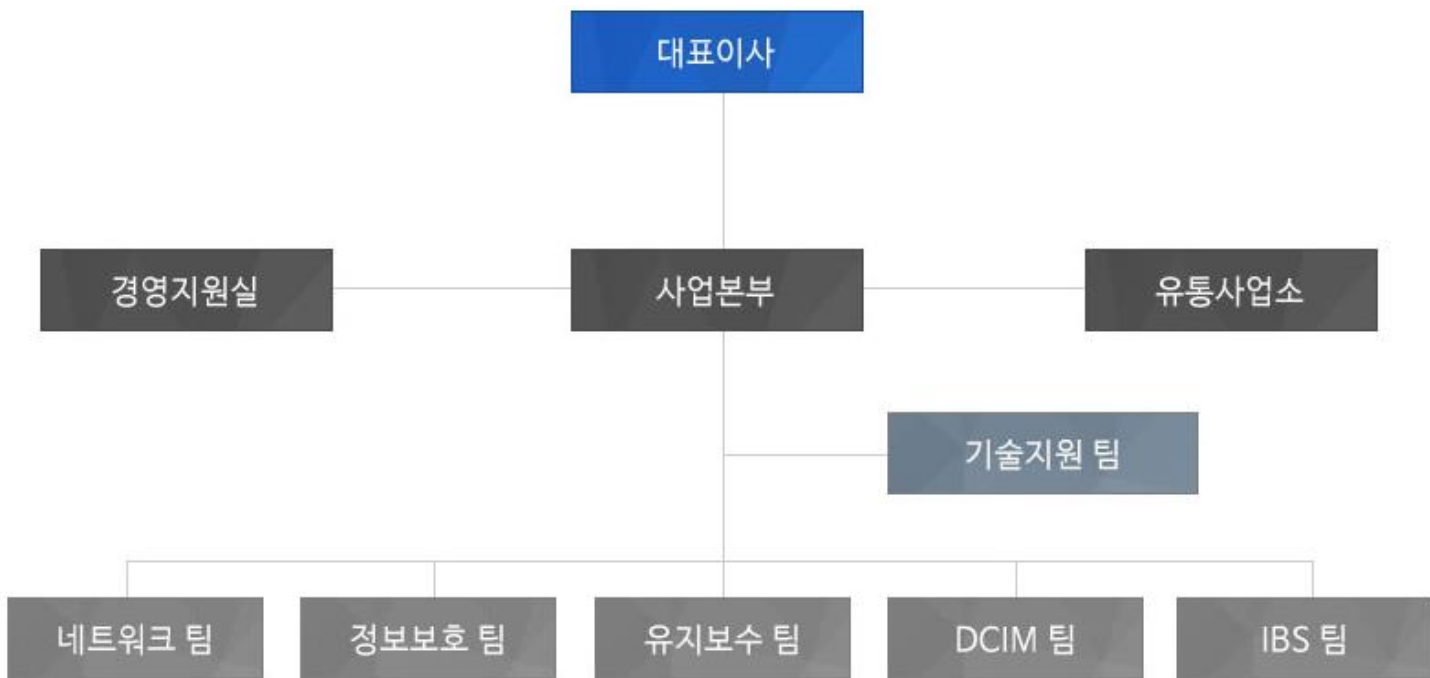 대표이사
경영지원실
사업본부
유통사업소
기술지원 팀
네트워크 팀
정보보호 팀
유지보수 팀
DCIM 팀
IBS 팀